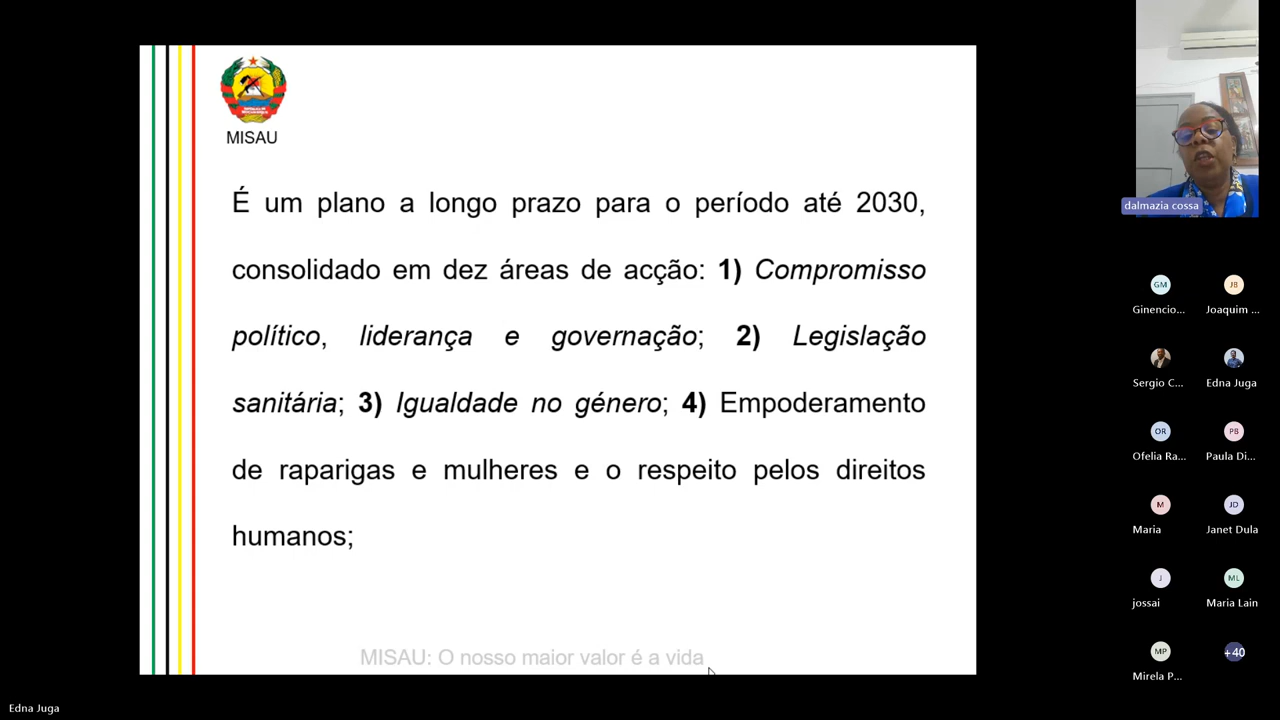 MISAU
É um plano a longo prazo para o período até 2030,
consolidado em dez áreas de acção: 1) Compromisso
político, liderança e governação; 2) Legislação
sanitária; 3) Igualdade no género; 4) Empoderamento
de raparigas e mulheres e o respeito pelos direitos
humanos;
MISAU: O nosso maior valor é a vida
dalmazia cossa
GM
JB
Ginencio...
Joaquim ...
Sergio C...
Edna Juga
OR
PB
Ofelia Ra...
Paula Di...
M
JD
Maria
Janet Dula
J
ML
jossai
Maria Lain
MP
+40
Mirela P...
Edna Juga